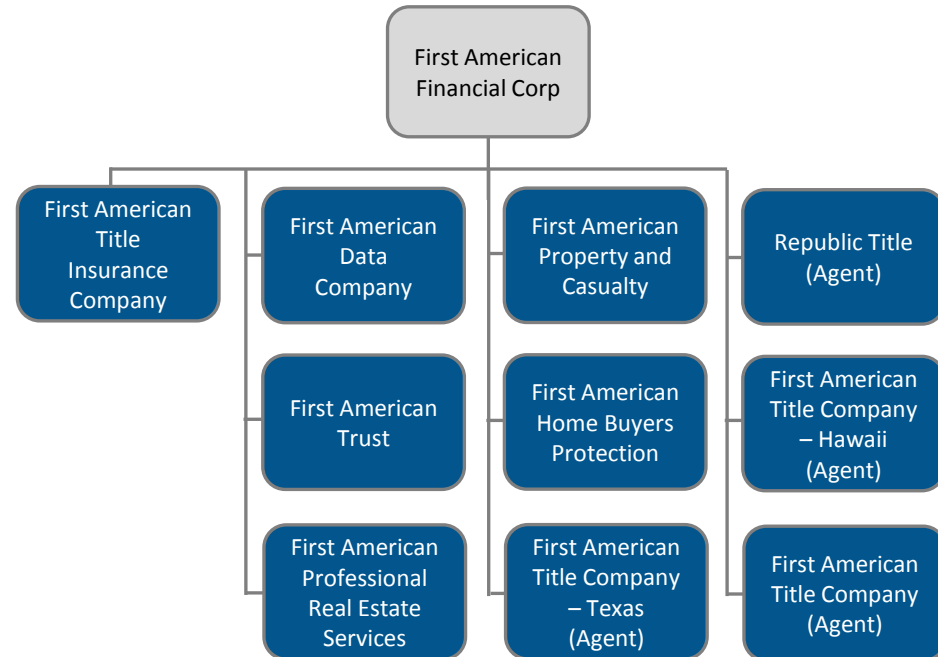 First American
Financial Corp
First American
Title
Insurance
Company
First American
Data
Company
First American
Property and
Casualty
Republic Title
(Agent)
First American
Trust
First American
Home Buyers
Protection
First American
Title Company
– Hawaii
(Agent)
First American
Professional
Real Estate
Services
First American
Title Company
– Texas
(Agent)
First American
Title Company
(Agent)